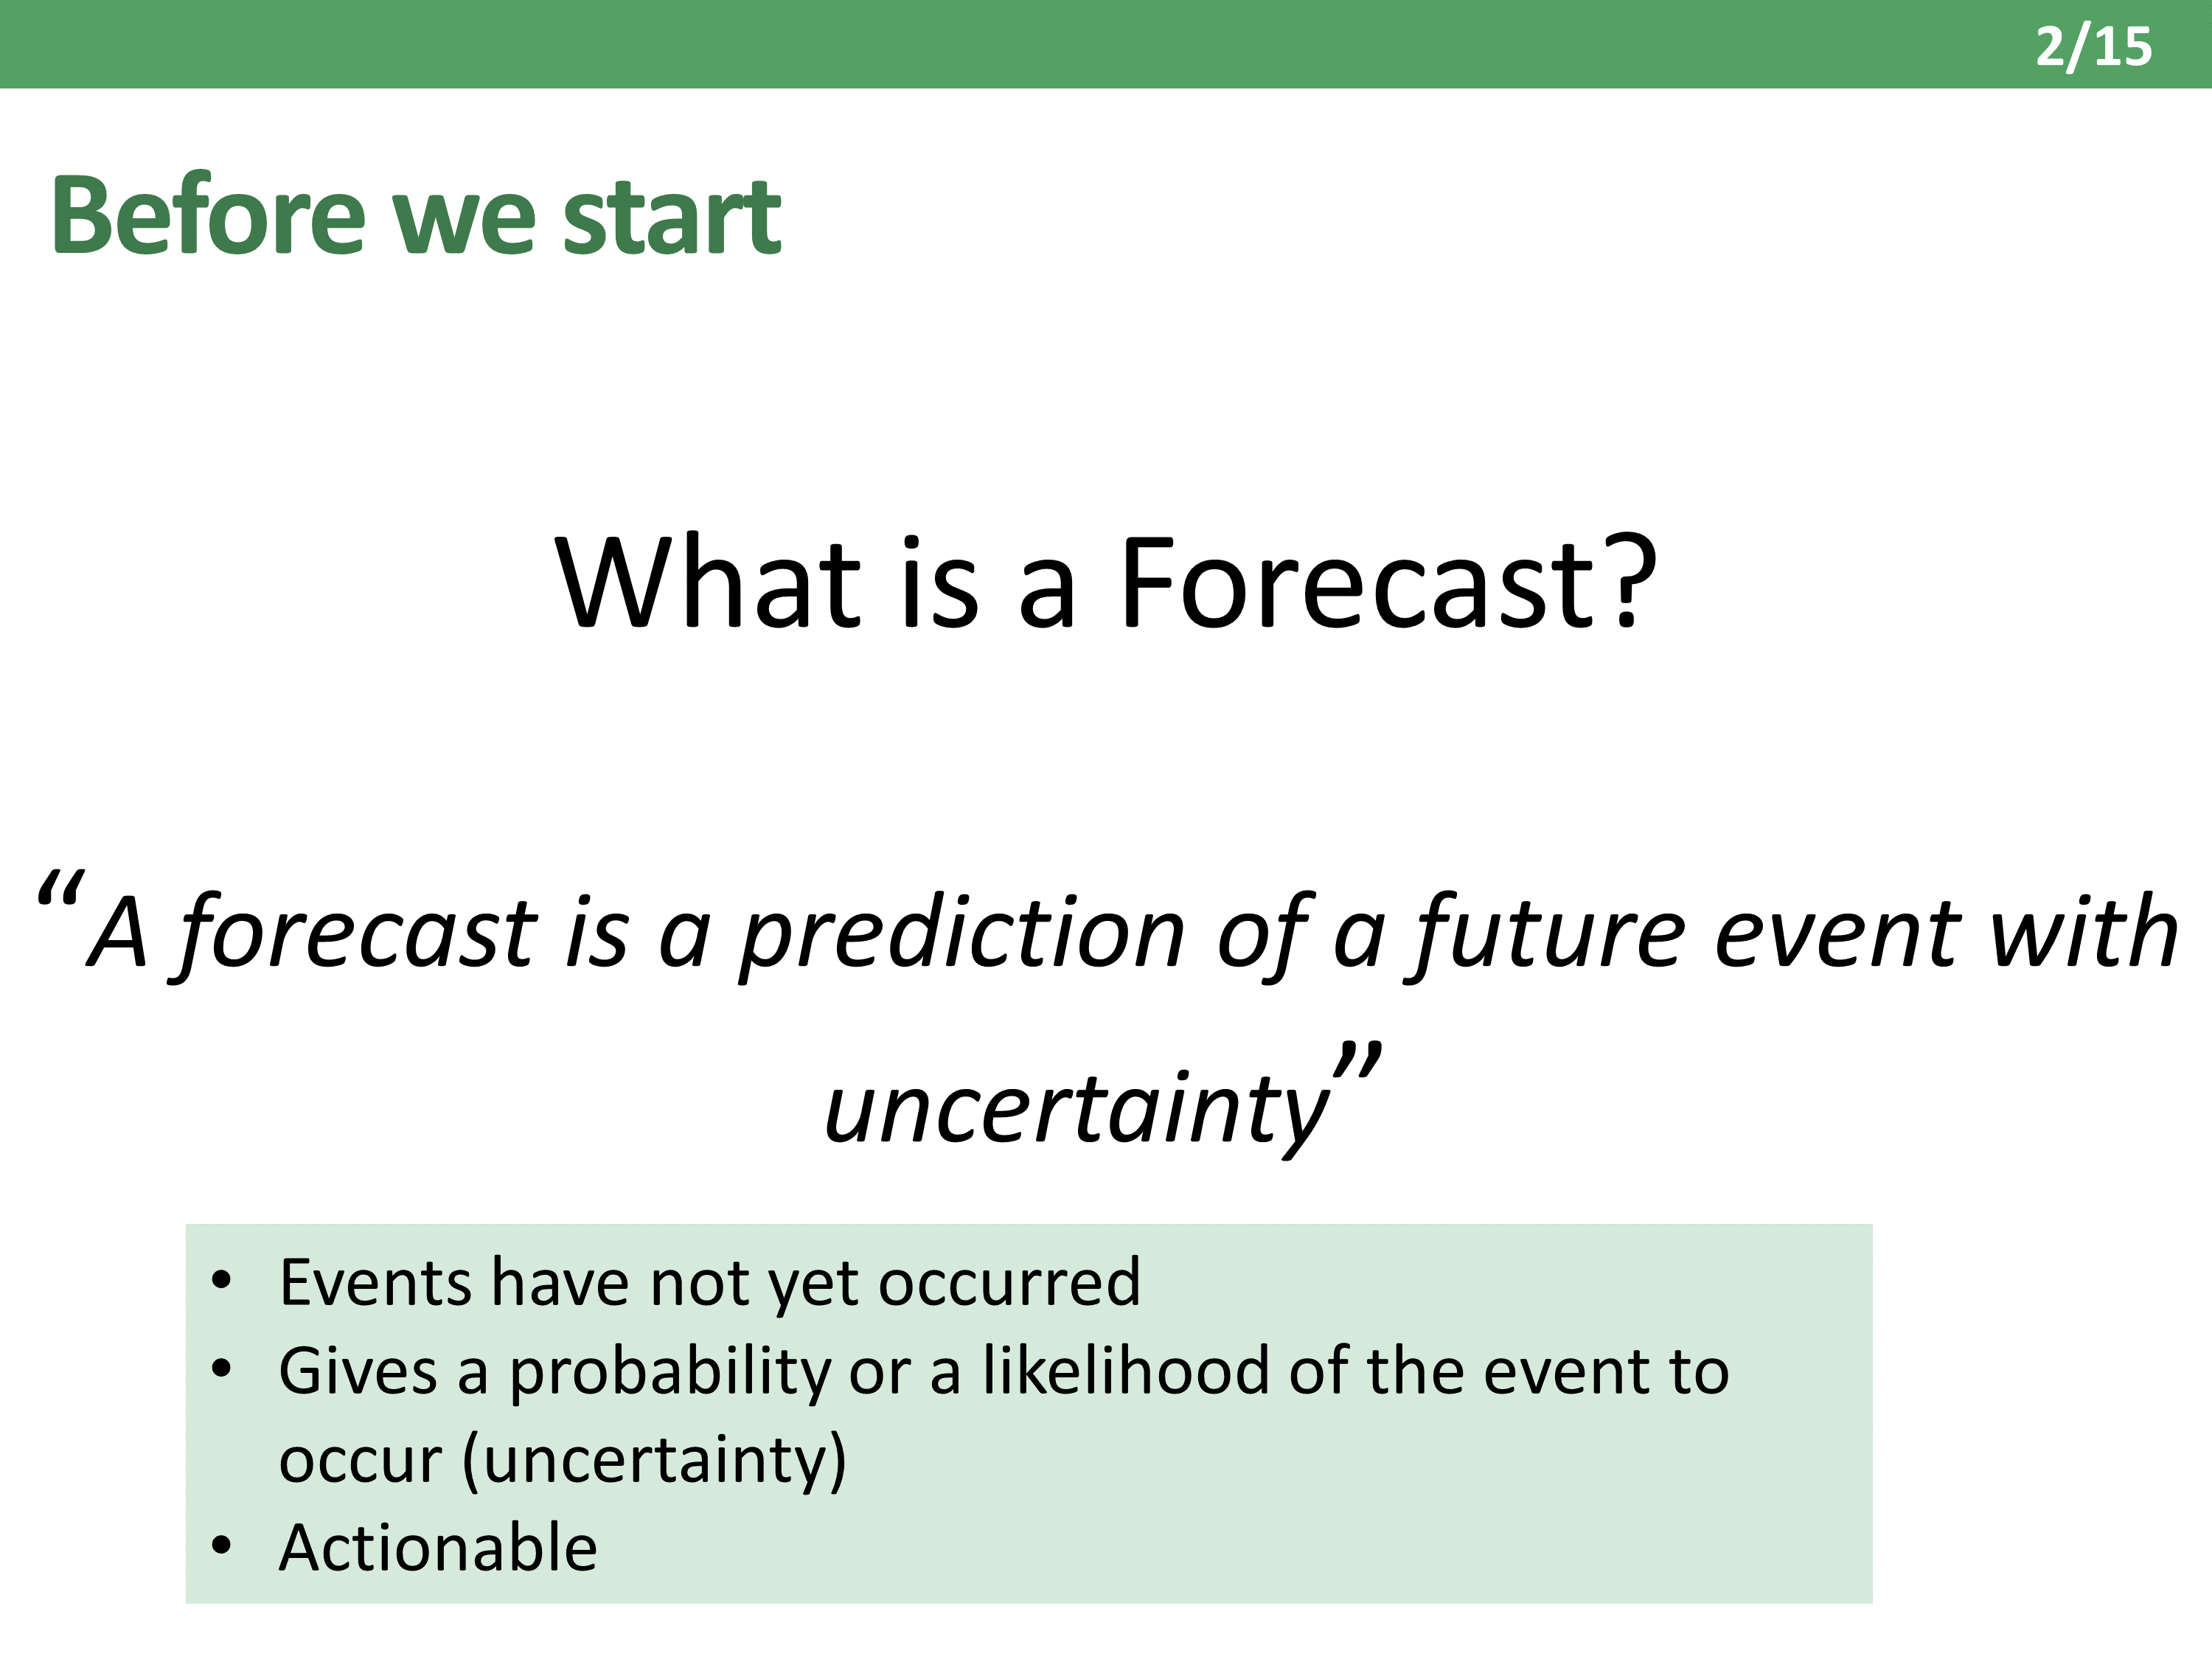 2/15
Before we start
What is a Forecast?
“A forecast is a prediction of a future event with
uncertainty”
• Events have not yet occurred
• Gives a probability or a likelihood of the event to
occur (uncertainty)
• Actionable